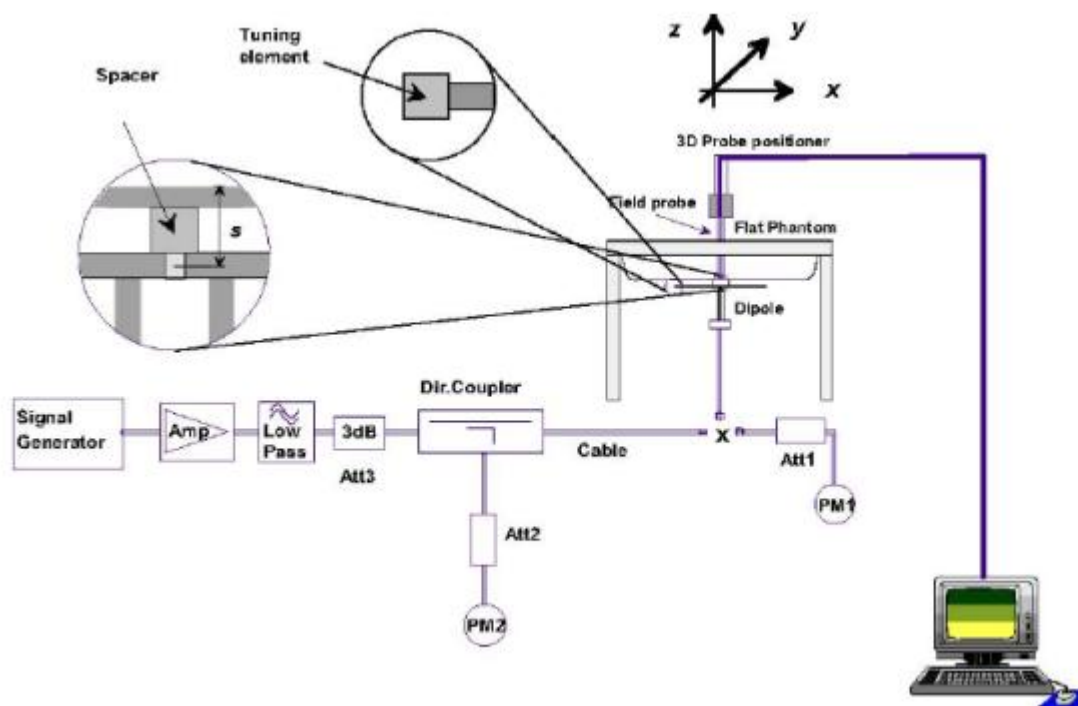 Tuning
element
z
y
x
Spacer
3D Probe positioner
Field probe
s
Flat Phantom
Dipole
Dir.Coupler
Signal
Generator
Amp
Low
Pass
3dB
Att3
Cable
x
Att1
PM1
Att2
PM2